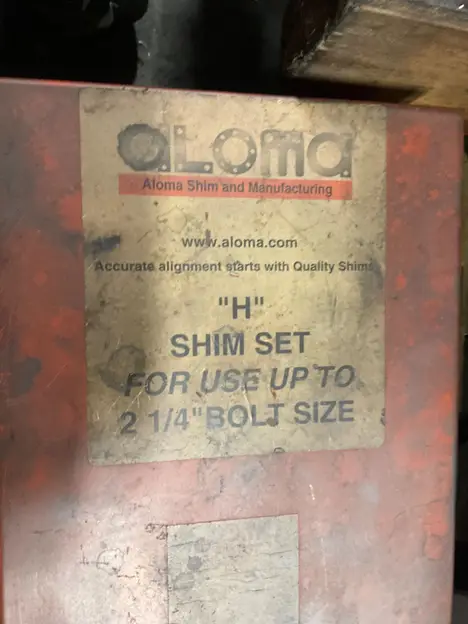 aLoma
Aloma Shim and Manufacturing
www.aloma.com
Accurate alignment starts with Quality Shims
"H"
SHIM SET
FOR USE UP TO
2 1/4" BOLT SIZE